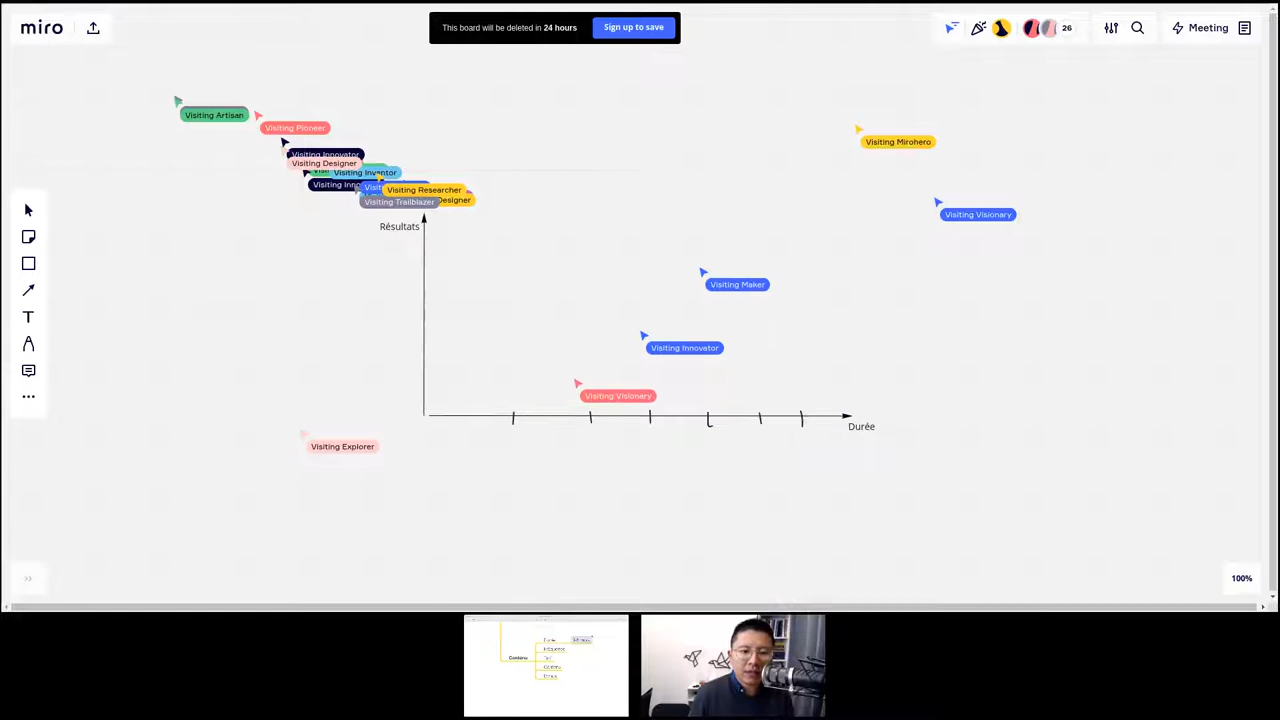 miro
This board will be deleted in 24 hours
Sign up to save
26
Meeting
Visiting Artisan
Visiting Pioneer
Visiting Mirohero
Visiting Innovator
Visiting Designer
Visiting Inventor
Visiting Researcher
Designer
Visiting Trailblazer
Visiting Visionary
Résultats
Visiting Maker
Visiting Innovator
Visiting Visionary
Durée
Visiting Explorer
100%
Contenu